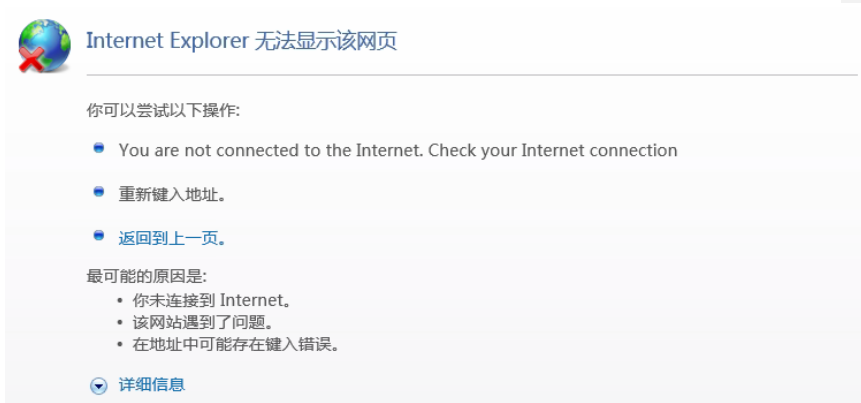 Internet Explorer 无法显示该网页
你可以尝试以下操作:
You are not connected to the Internet. Check your Internet connection
重新键入地址。
返回到上一页。
最可能的原因是:
• 你未连接到 Internet。
• 该网站遇到了问题。
• 在地址中可能存在键入错误。
详细信息